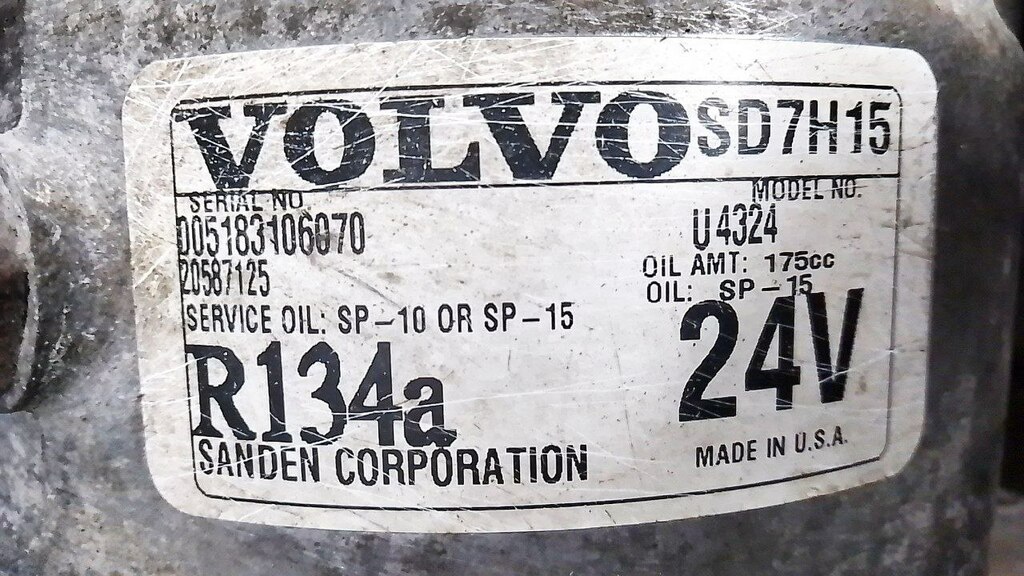 VOLVO SD7H15
SERIAL NO. MODEL NO.
005183106070 U4324
20587125 OIL AMT: 175cc
OIL: SP-15
SERVICE OIL: SP-10 OR SP-15
R134a 24V
SANDEN CORPORATION MADE IN U.S.A.